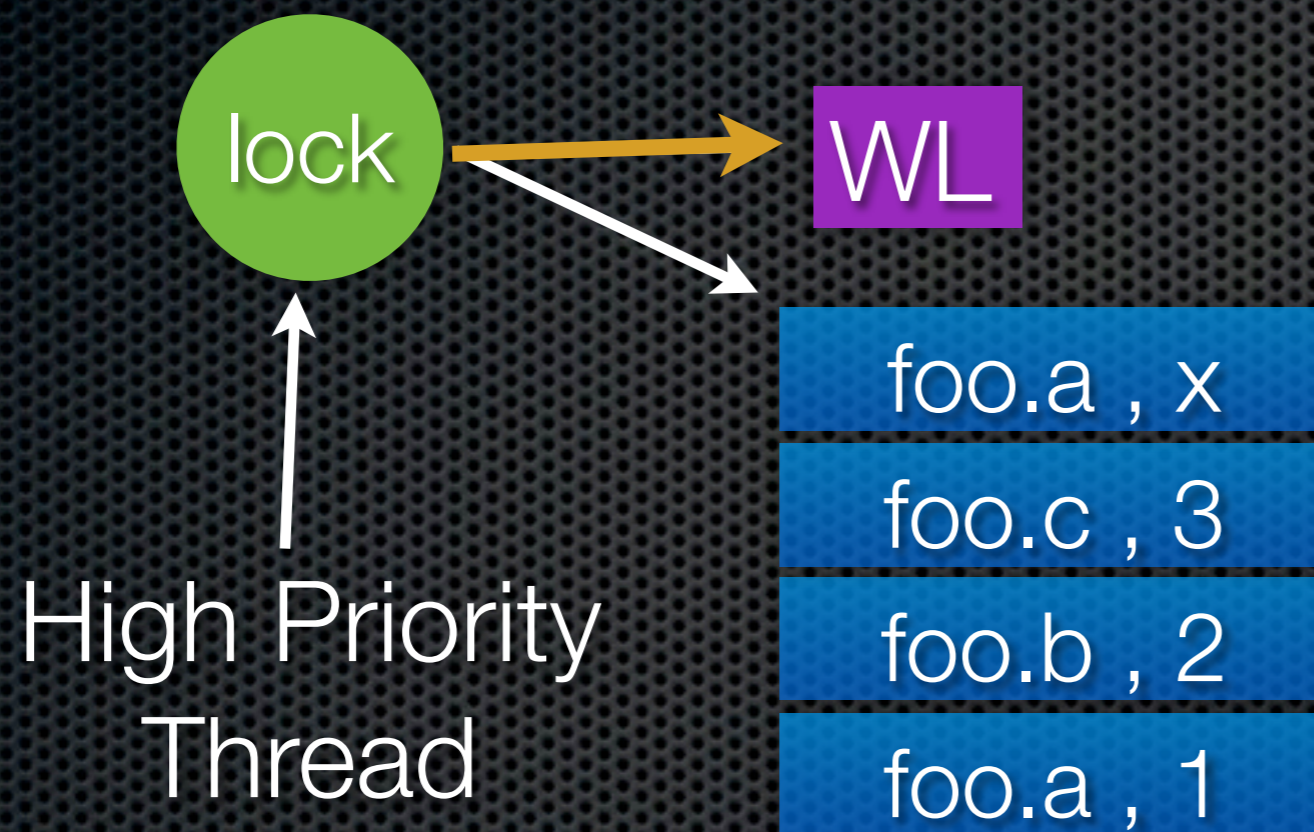 lock
WL
foo.a , x
foo.c , 3
foo.b , 2
foo.a , 1
High Priority
Thread